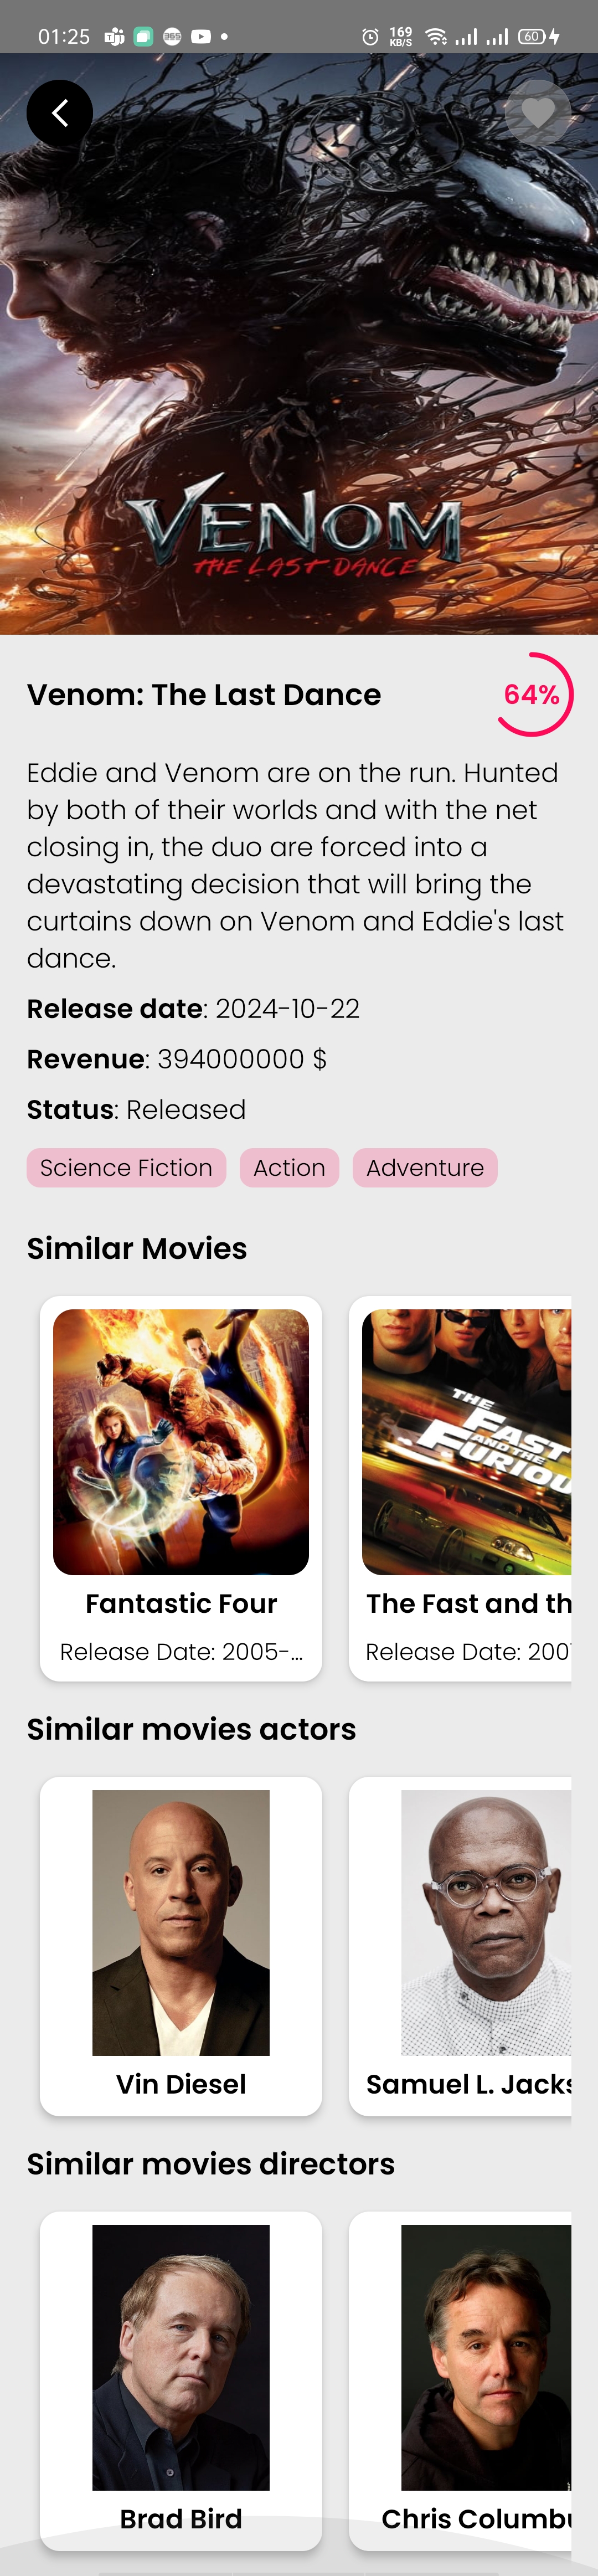 01:25
365
169
KB/S
60
VENOM
THE LAST DANCE
Venom: The Last Dance
64%
Eddie and Venom are on the run. Hunted
by both of their worlds and with the net
closing in, the duo are forced into a
devastating decision that will bring the
curtains down on Venom and Eddie's last
dance.
Release date: 2024-10-22
Revenue: 394000000 $
Status: Released
Science Fiction Action Adventure
Similar Movies
THE
FAST
AND THE
FURIOU
Fantastic Four
The Fast and th
Release Date: 2005-...
Release Date: 200
Similar movies actors
Vin Diesel
Samuel L. Jacks
Similar movies directors
Brad Bird
Chris Columbu